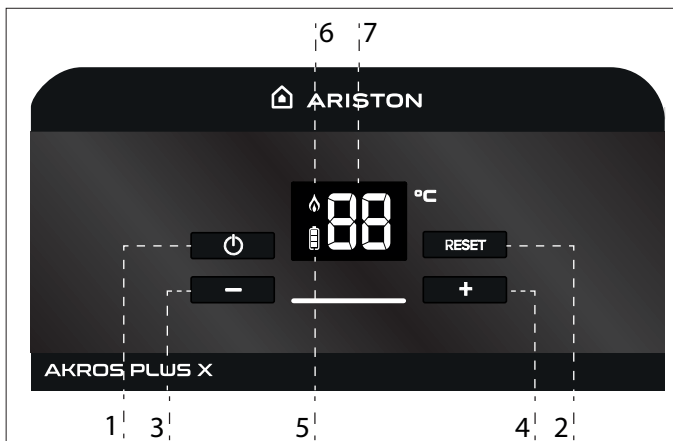 6 7
ARISTON
88 °C
RESET
− +
AKROS PLUS X
1 3 5 4 2